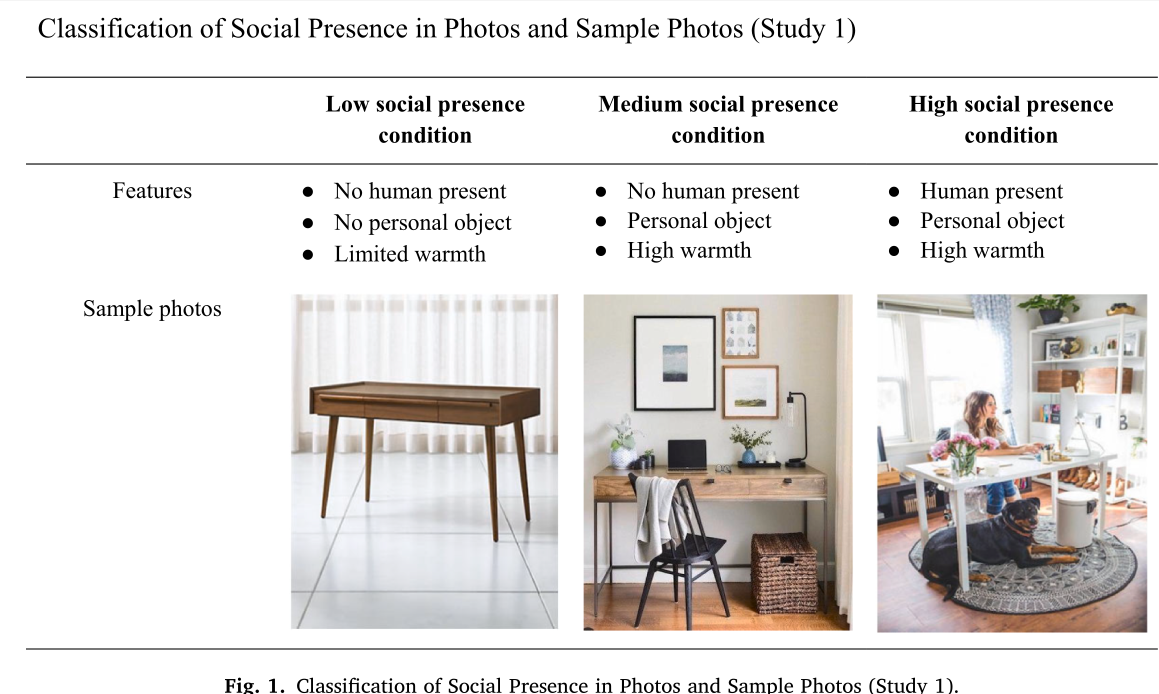 Classification of Social Presence in Photos and Sample Photos (Study 1)
Low social presence condition
Medium social presence condition
High social presence condition
Features
● No human present
● No personal object
● Limited warmth
● No human present
● Personal object
● High warmth
● Human present
● Personal object
● High warmth
Sample photos
Fig. 1. Classification of Social Presence in Photos and Sample Photos (Study 1).